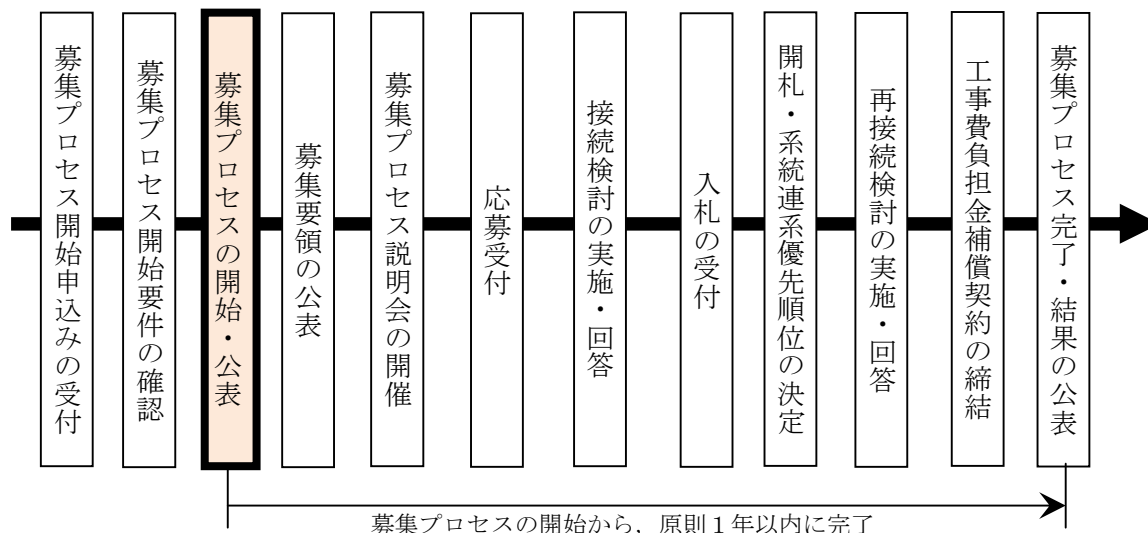 募集プロセス開始申込みの受付
募集プロセス開始要件の確認
募集プロセスの開始・公表
募集要領の公表
募集プロセス説明会の開催
応募受付
接続検討の実施・回答
入札の受付
開札・系統連系優先順位の決定
再接続検討の実施・回答
工事費負担金補償契約の締結
募集プロセス完了・結果の公表
募集プロセスの開始から，原則１年以内に完了